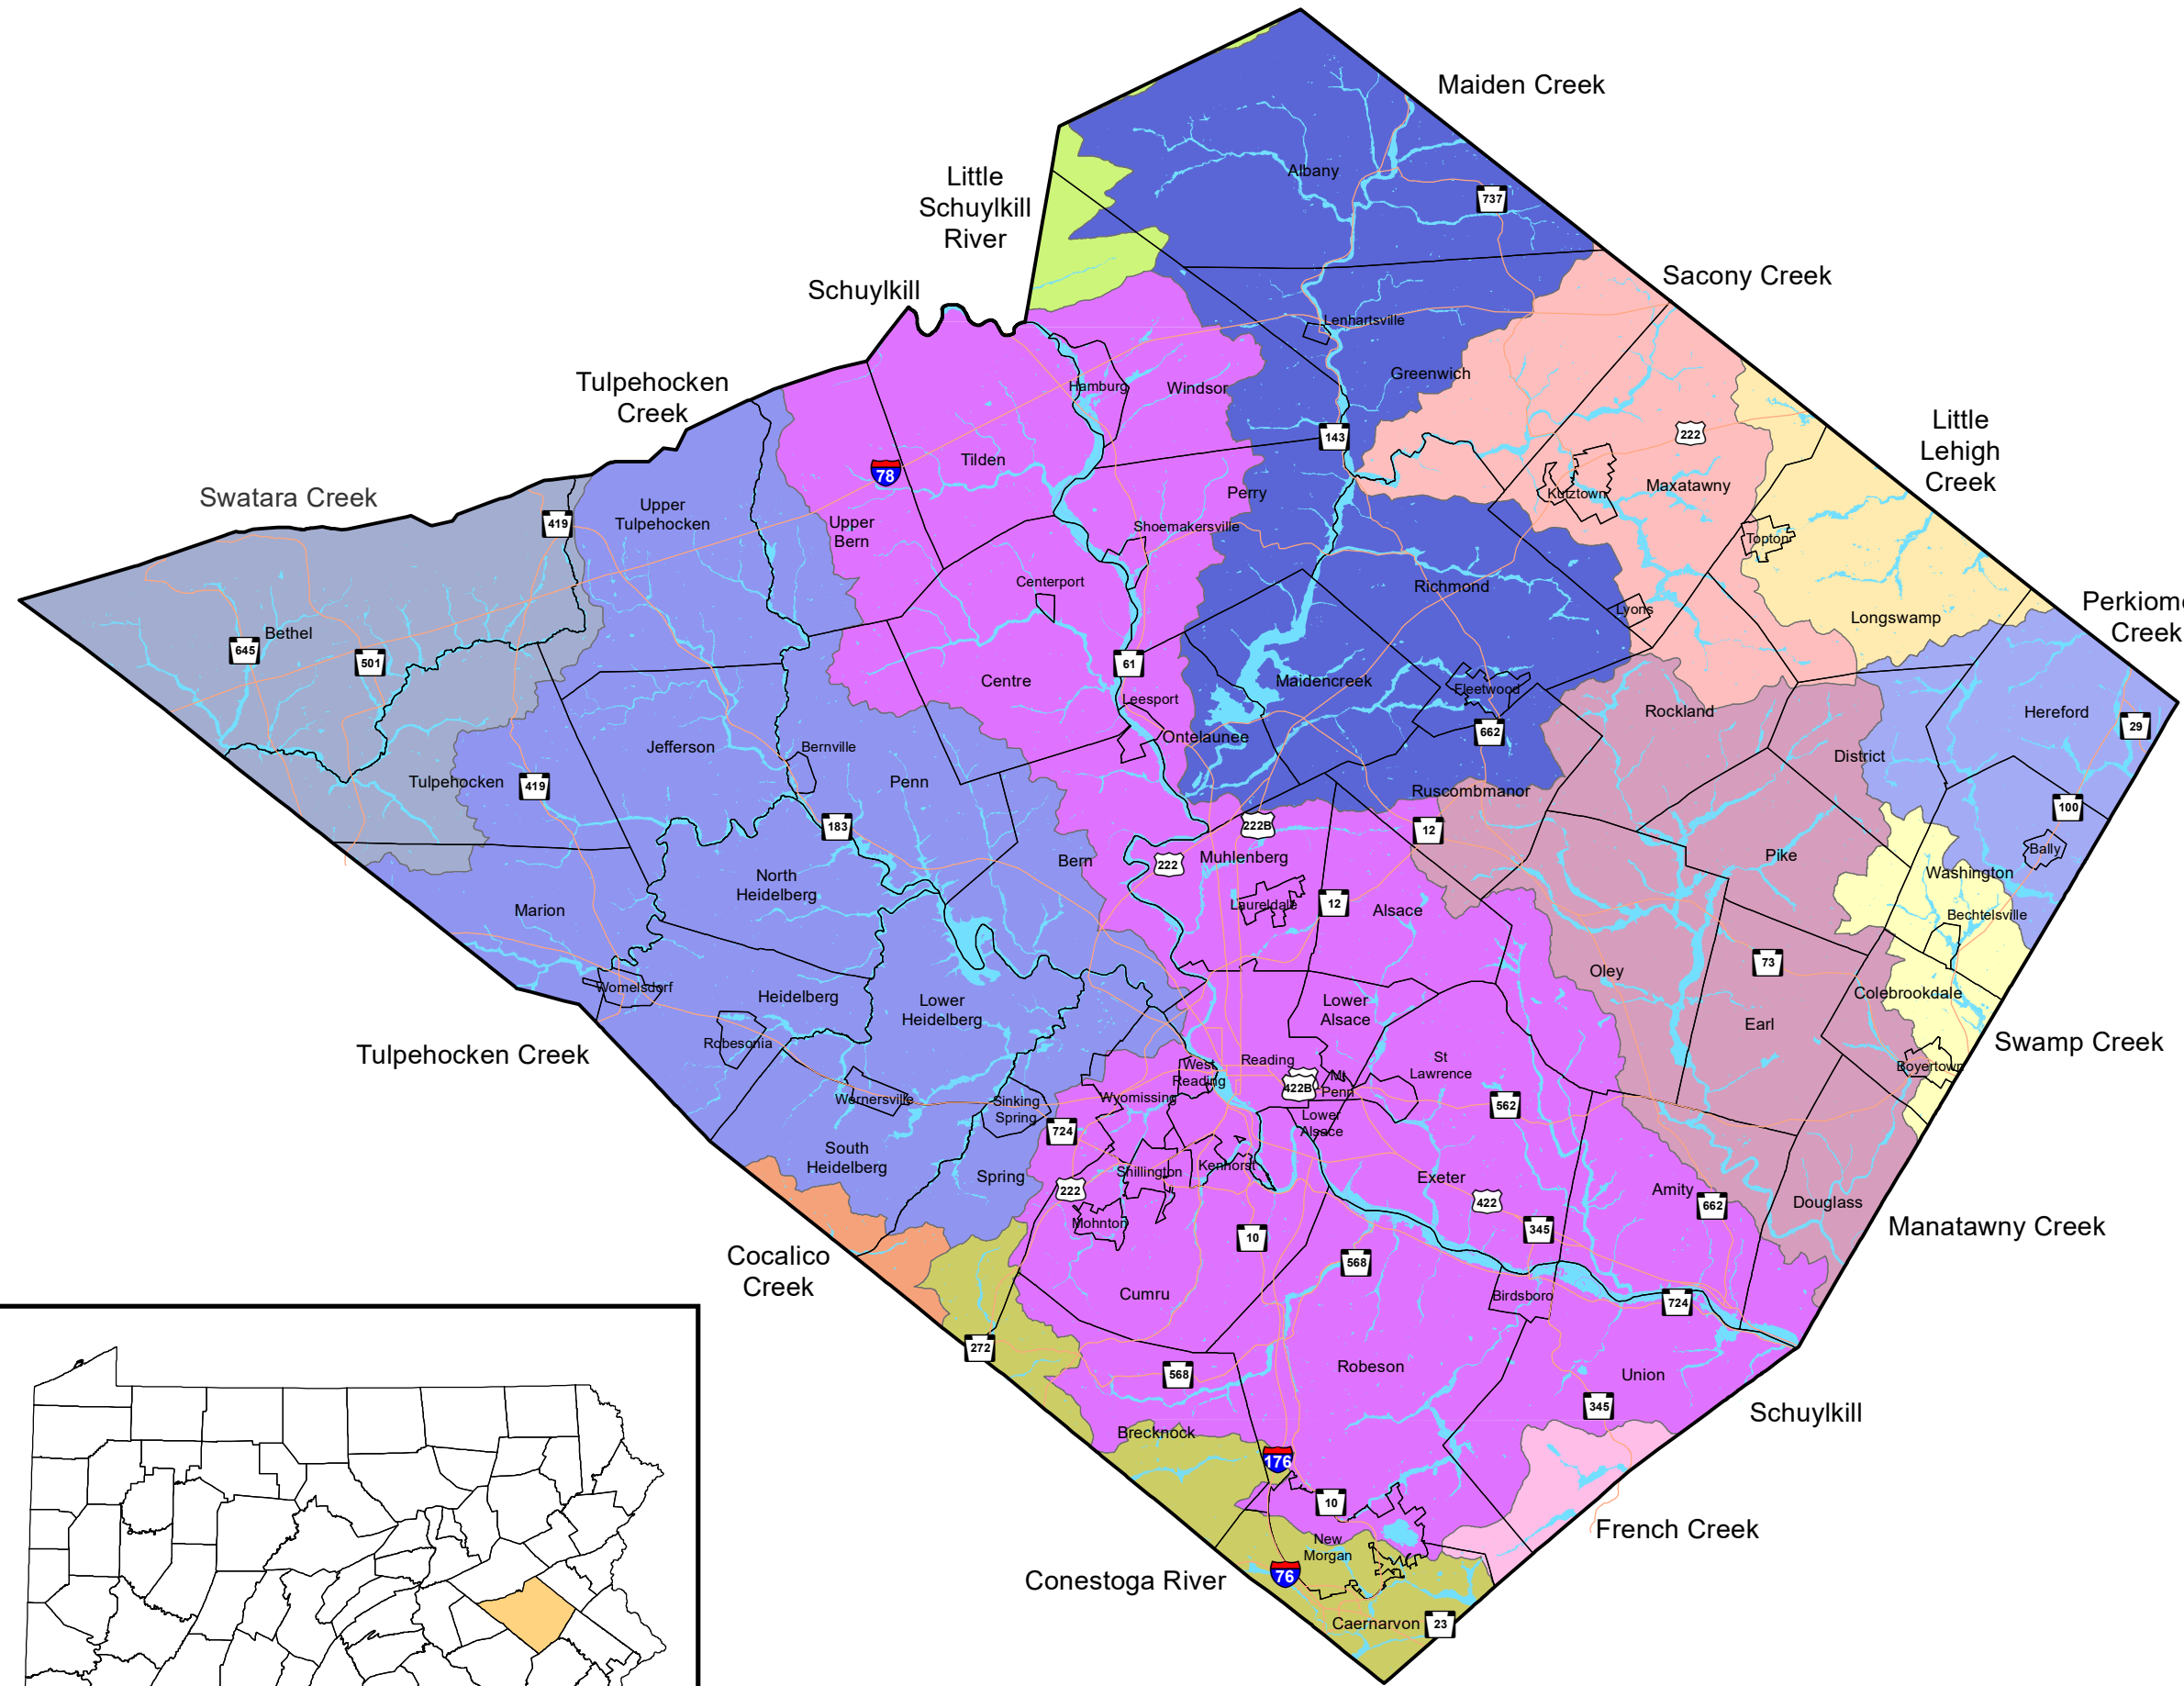 Maiden Creek
Albany
737
Little
Schuylkill
River
Sacony Creek
Schuylkill
Lenhartsville
Greenwich
Tulpehocken
Creek
Hamburg
Windsor
Little
Lehigh
Creek
143
222
Tilden
78
Swatara Creek
Perry
Kutztown
Maxatawny
419
Upper
Tulpehocken
Upper
Bern
Shoemakersville
Topton
Centerport
Richmond
Lyons
Longswamp
Perkiome
Creek
Bethel
645
501
61
Centre
Maidencreek
Fleetwood
Leesport
Rockland
Hereford
29
Ontelaunee
662
Jefferson
Bernville
District
Tulpehocken
419
Penn
Ruscombmanor
100
183
222B
12
222
Muhlenberg
Bern
Pike
Bally
North
Heidelberg
Washington
Laureldale
12
Alsace
Marion
Bechtelsville
73
Oley
Womelsdorf
Heidelberg
Lower
Heidelberg
Lower
Alsace
Colebrookdale
Earl
Robesonia
Swamp Creek
Tulpehocken Creek
West
Reading
Reading
St
Lawrence
Boyertown
422B
Mt
Penn
Wernersville
Sinking
Spring
Wyomissing
562
Lower
Alsace
724
South
Heidelberg
Spring
Shillington
Kenhorst
Exeter
222
Amity
662
Douglass
422
Mohnton
345
Manatawny Creek
10
568
Cocalico
Creek
Cumru
Birdsboro
724
272
568
Robeson
Union
345
Schuylkill
Brecknock
176
10
French Creek
New
Morgan
76
Conestoga River
Caernarvon
23